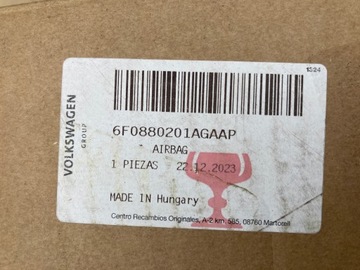 1324
VOLKSWAGEN
GROUP
6F0880201AGAAP
AIRBAG
1 PIEZAS 22.12.2023
MADE IN Hungary
Centro Recambios Originales, A-2 km, 585, 08760 Martorell